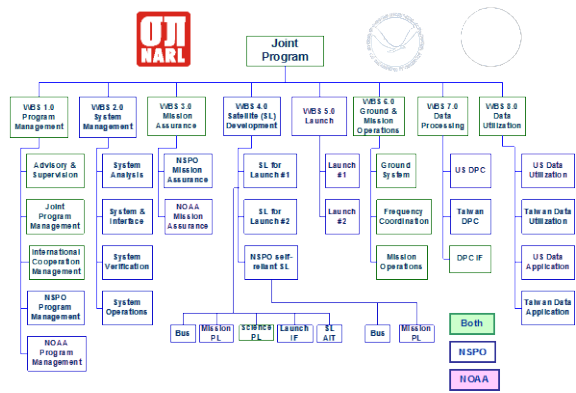 NARL
Joint
Program
WBS 1.0
Program
Management
WBS 2.0
System
Management
WBS 3.0
Mission
Assurance
WBS 4.0
Satellite (SL)
Development
WBS 5.0
Launch
WBS 6.0
Ground &
Mission
Operations
WBS 7.0
Data
Processing
WBS 8.0
Data
Utilization
Advisory &
Supervision
System
Analysis
NSPO
Mission
Assurance
SL for
Launch #1
Launch
#1
Ground
System
US DPC
US Data
Utilization
Joint
Program
Management
System
& Interface
NOAA
Mission
Assurance
SL for
Launch #2
Launch
#2
Frequency
Coordination
Taiwan
DPC
Taiwan Data
Utilization
International
Cooperation
Management
System
Verification
NSPO self-
reliant SL
Mission
Operations
DPC IF
US Data
Application
NSPO
Program
Management
System
Operations
Taiwan Data
Application
NOAA
Program
Management
Bus
Mission
PL
Science
PL
Launch
IF
SL
AIT
Bus
Mission
PL
Both
NSPO
NOAA